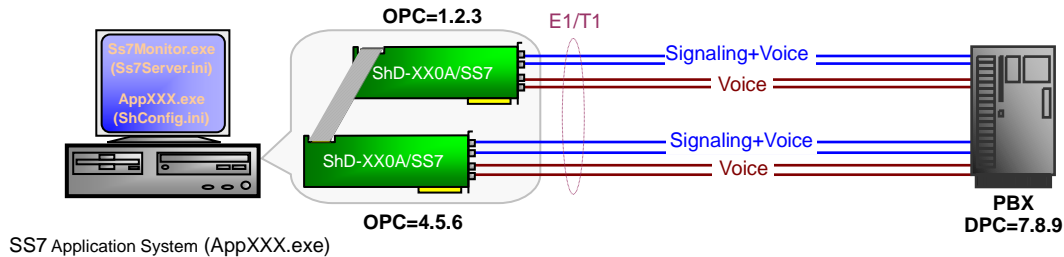 OPC=1.2.3
E1/T1
Ss7Monitor.exe
(Ss7Server.ini)
AppXXX.exe
(ShConfig.ini)
ShD-XX0A/SS7
Signaling+Voice
Voice
ShD-XX0A/SS7
Signaling+Voice
Voice
OPC=4.5.6
PBX
DPC=7.8.9
SS7 Application System (AppXXX.exe)